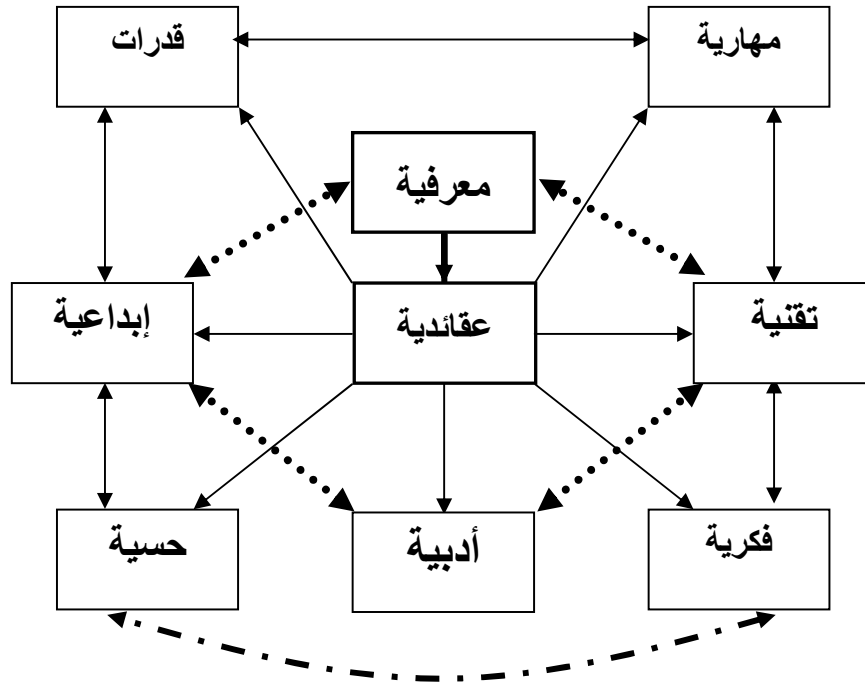 مهارية
قدرات
معرفية
تقنية
عقائدية
إبداعية
فكرية
أدبية
حسية